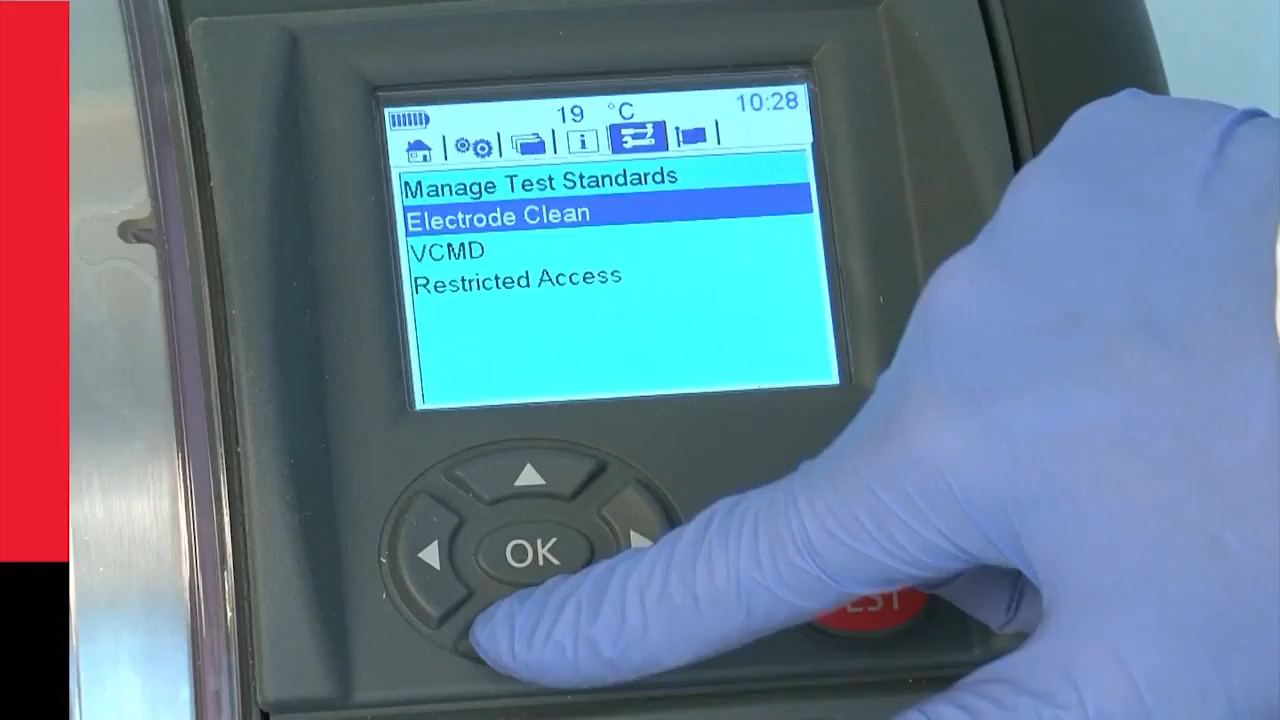 19 °C 10:28
i
Manage Test Standards
Electrode Clean
VCMD
Restricted Access
OK